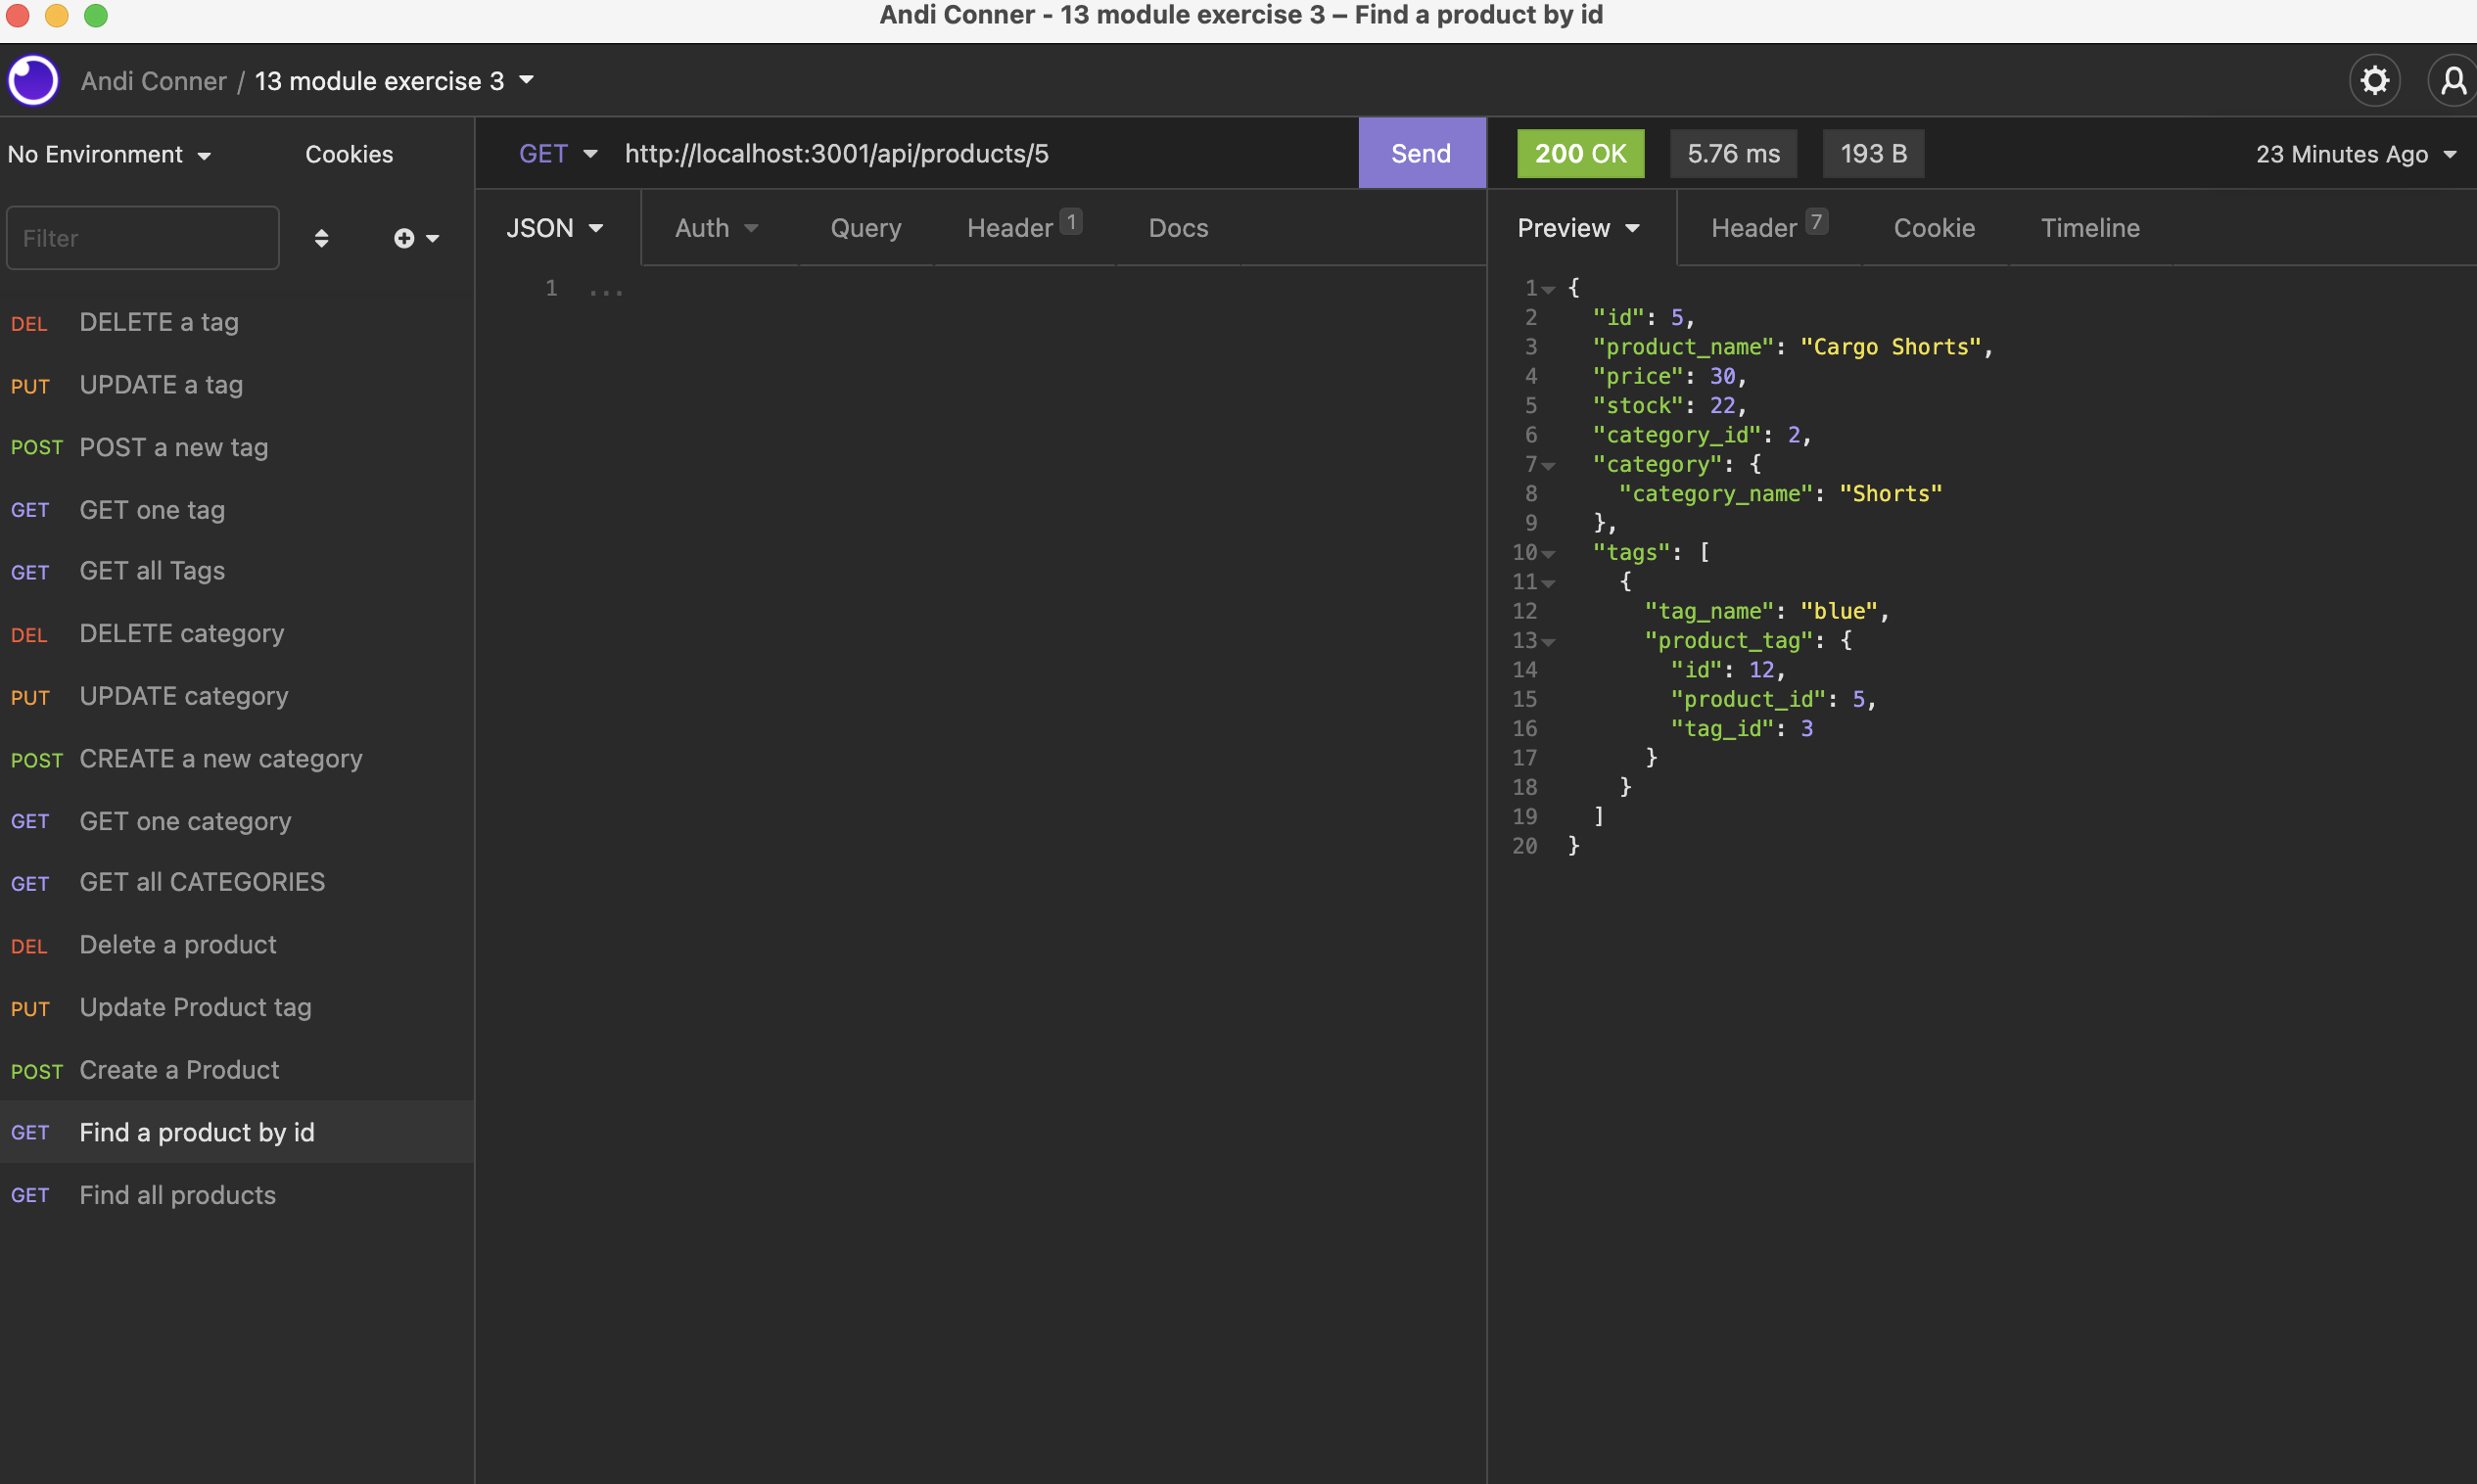 Andi Conner - 13 module exercise 3 – Find a product by id
Andi Conner / 13 module exercise 3
No Environment Cookies
Filter
DEL DELETE a tag
PUT UPDATE a tag
POST POST a new tag
GET GET one tag
GET GET all Tags
DEL DELETE category
PUT UPDATE category
POST CREATE a new category
GET GET one category
GET GET all CATEGORIES
DEL Delete a product
PUT Update Product tag
POST Create a Product
GET Find a product by id
GET Find all products
GET http://localhost:3001/api/products/5 Send
JSON Auth Query Header 1 Docs
1 ...
200 OK 5.76 ms 193 B 23 Minutes Ago
Preview Header 7 Cookie Timeline
1 {
2 "id": 5,
3 "product_name": "Cargo Shorts",
4 "price": 30,
5 "stock": 22,
6 "category_id": 2,
7 "category": {
8 "category_name": "Shorts"
9 },
10 "tags": [
11 {
12 "tag_name": "blue",
13 "product_tag": {
14 "id": 12,
15 "product_id": 5,
16 "tag_id": 3
17 }
18 }
19 ]
20 }